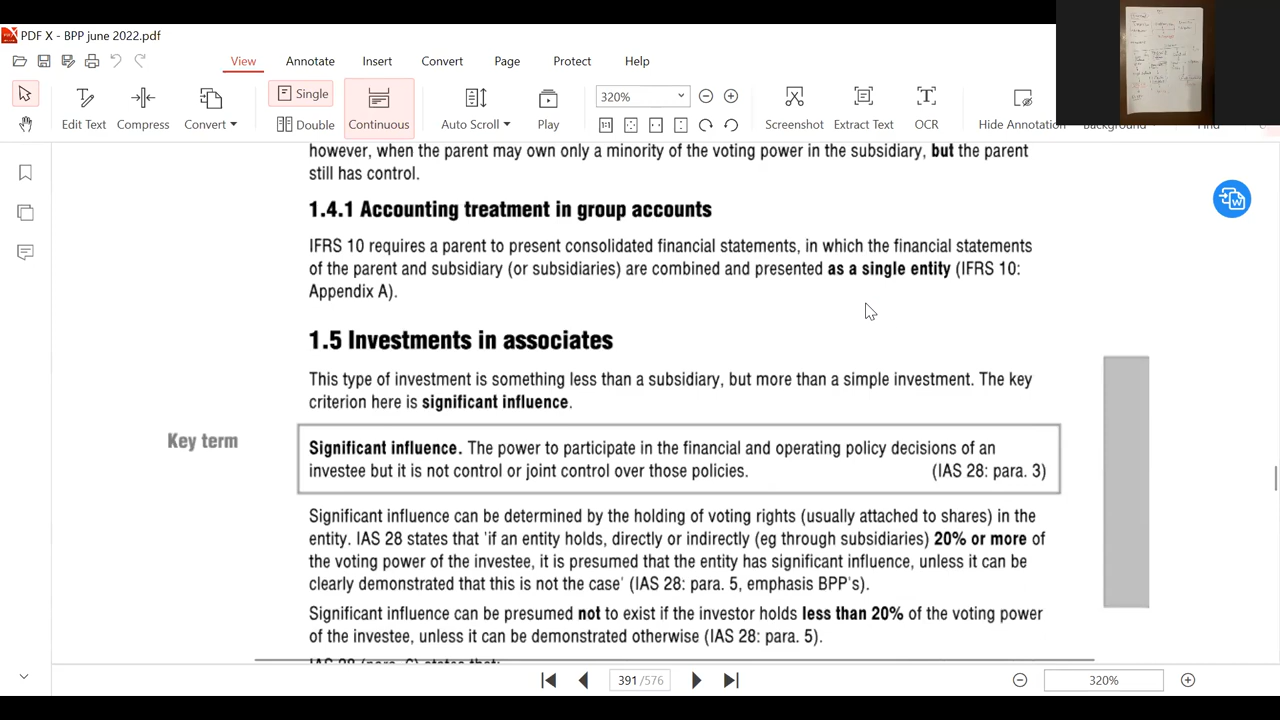 PDF X - BPP june 2022.pdf
View
Annotate
Insert
Convert
Page
Protect
Help
Single
320%
Edit Text
Compress
Convert
Double
Continuous
Auto Scroll
Play
Screenshot
Extract Text
OCR
Hide Annotation
however, when the parent may own only a minority of the voting power in the subsidiary, but the parent
still has control.
1.4.1 Accounting treatment in group accounts
IFRS 10 requires a parent to present consolidated financial statements, in which the financial statements
of the parent and subsidiary (or subsidiaries) are combined and presented as a single entity (IFRS 10:
Appendix A).
1.5 Investments in associates
This type of investment is something less than a subsidiary, but more than a simple investment. The key
criterion here is significant influence.
Key term
Significant influence. The power to participate in the financial and operating policy decisions of an
investee but it is not control or joint control over those policies. (IAS 28: para. 3)
Significant influence can be determined by the holding of voting rights (usually attached to shares) in the
entity. IAS 28 states that 'if an entity holds, directly or indirectly (eg through subsidiaries) 20% or more of
the voting power of the investee, it is presumed that the entity has significant influence, unless it can be
clearly demonstrated that this is not the case' (IAS 28: para. 5, emphasis BPP's).
Significant influence can be presumed not to exist if the investor holds less than 20% of the voting power
of the investee, unless it can be demonstrated otherwise (IAS 28: para. 5).
IAS 28 (para. 6) states that:
391/576
320%